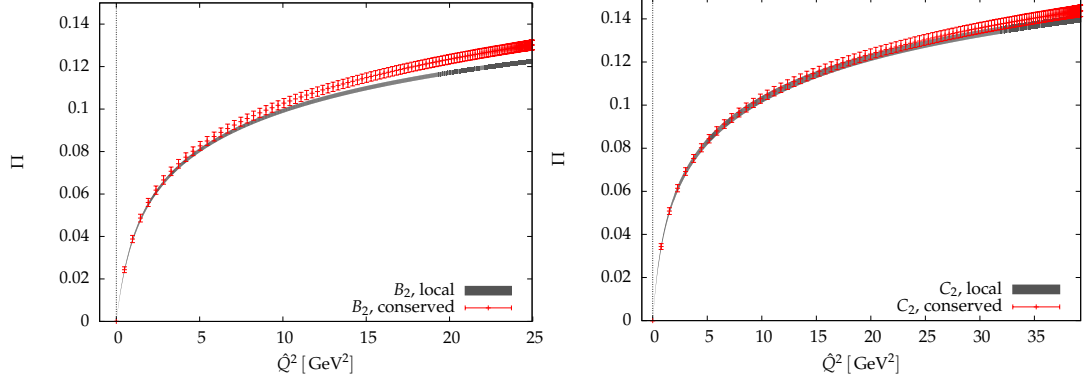 0.14
0.12
0.1
0.08
0.06
0.04
0.02
0
Π
B₂, local
B₂, conserved
0 5 10 15 20 25
Q̂² [GeV²]
0.14
0.12
0.1
0.08
0.06
0.04
0.02
0
Π
C₂, local
C₂, conserved
0 5 10 15 20 25 30 35
Q̂² [GeV²]